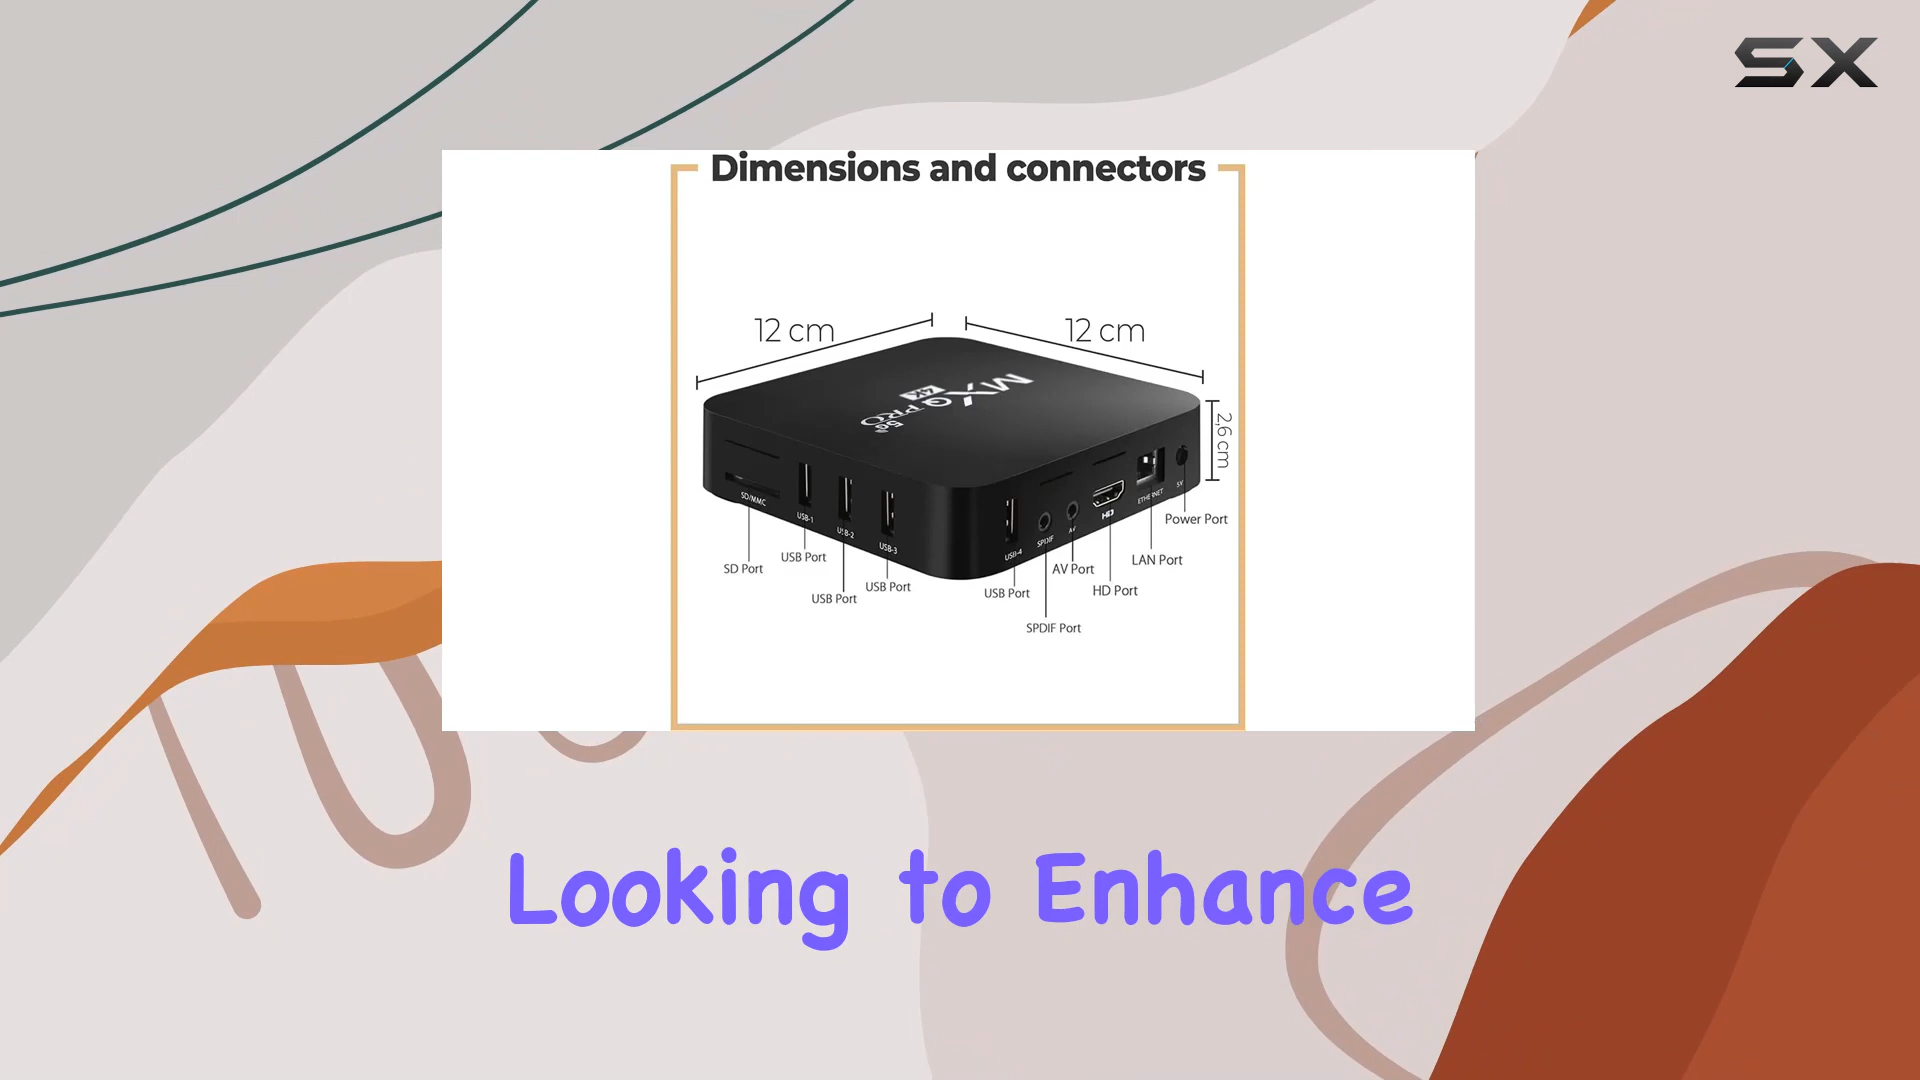 SX
Dimensions and connectors
12 cm
12 cm
2,6 cm
MXQ PRO
4K
5G
SD/MMC
USB-1
USB-2
USB-3
USB-4
SPDIF
AV
HD
ETHERNET
5V
Power Port
LAN Port
AV Port
HD Port
USB Port
SPDIF Port
SD Port
USB Port
USB Port
USB Port
Looking to Enhance